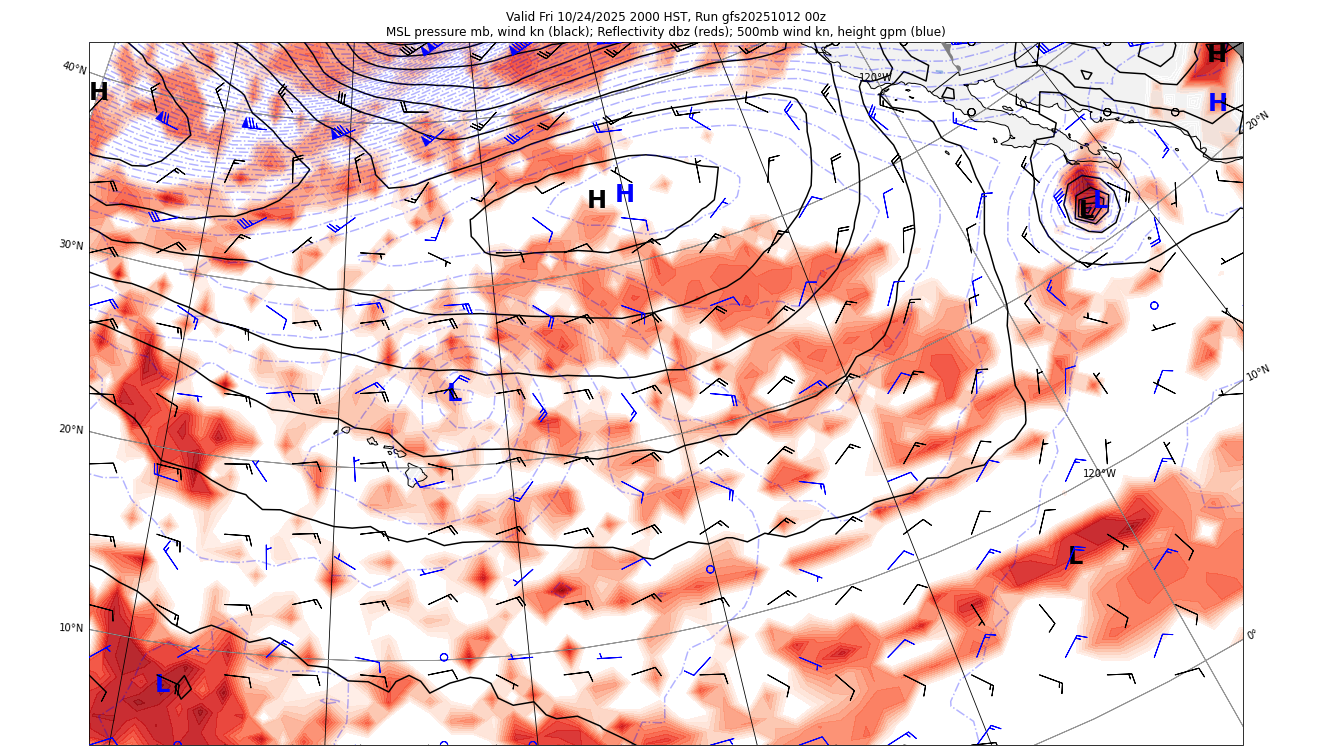 Valid Fri 10/24/2025 2000 HST, Run gfs20251012 00z
MSL pressure mb, wind kn (black); Reflectivity dbz (reds); 500mb wind kn, height gpm (blue)
H
H
40°N
120°W
H
20°N
H
H
L
L
30°N
10°N
L
20°N
120°W
L
10°N
0°
L